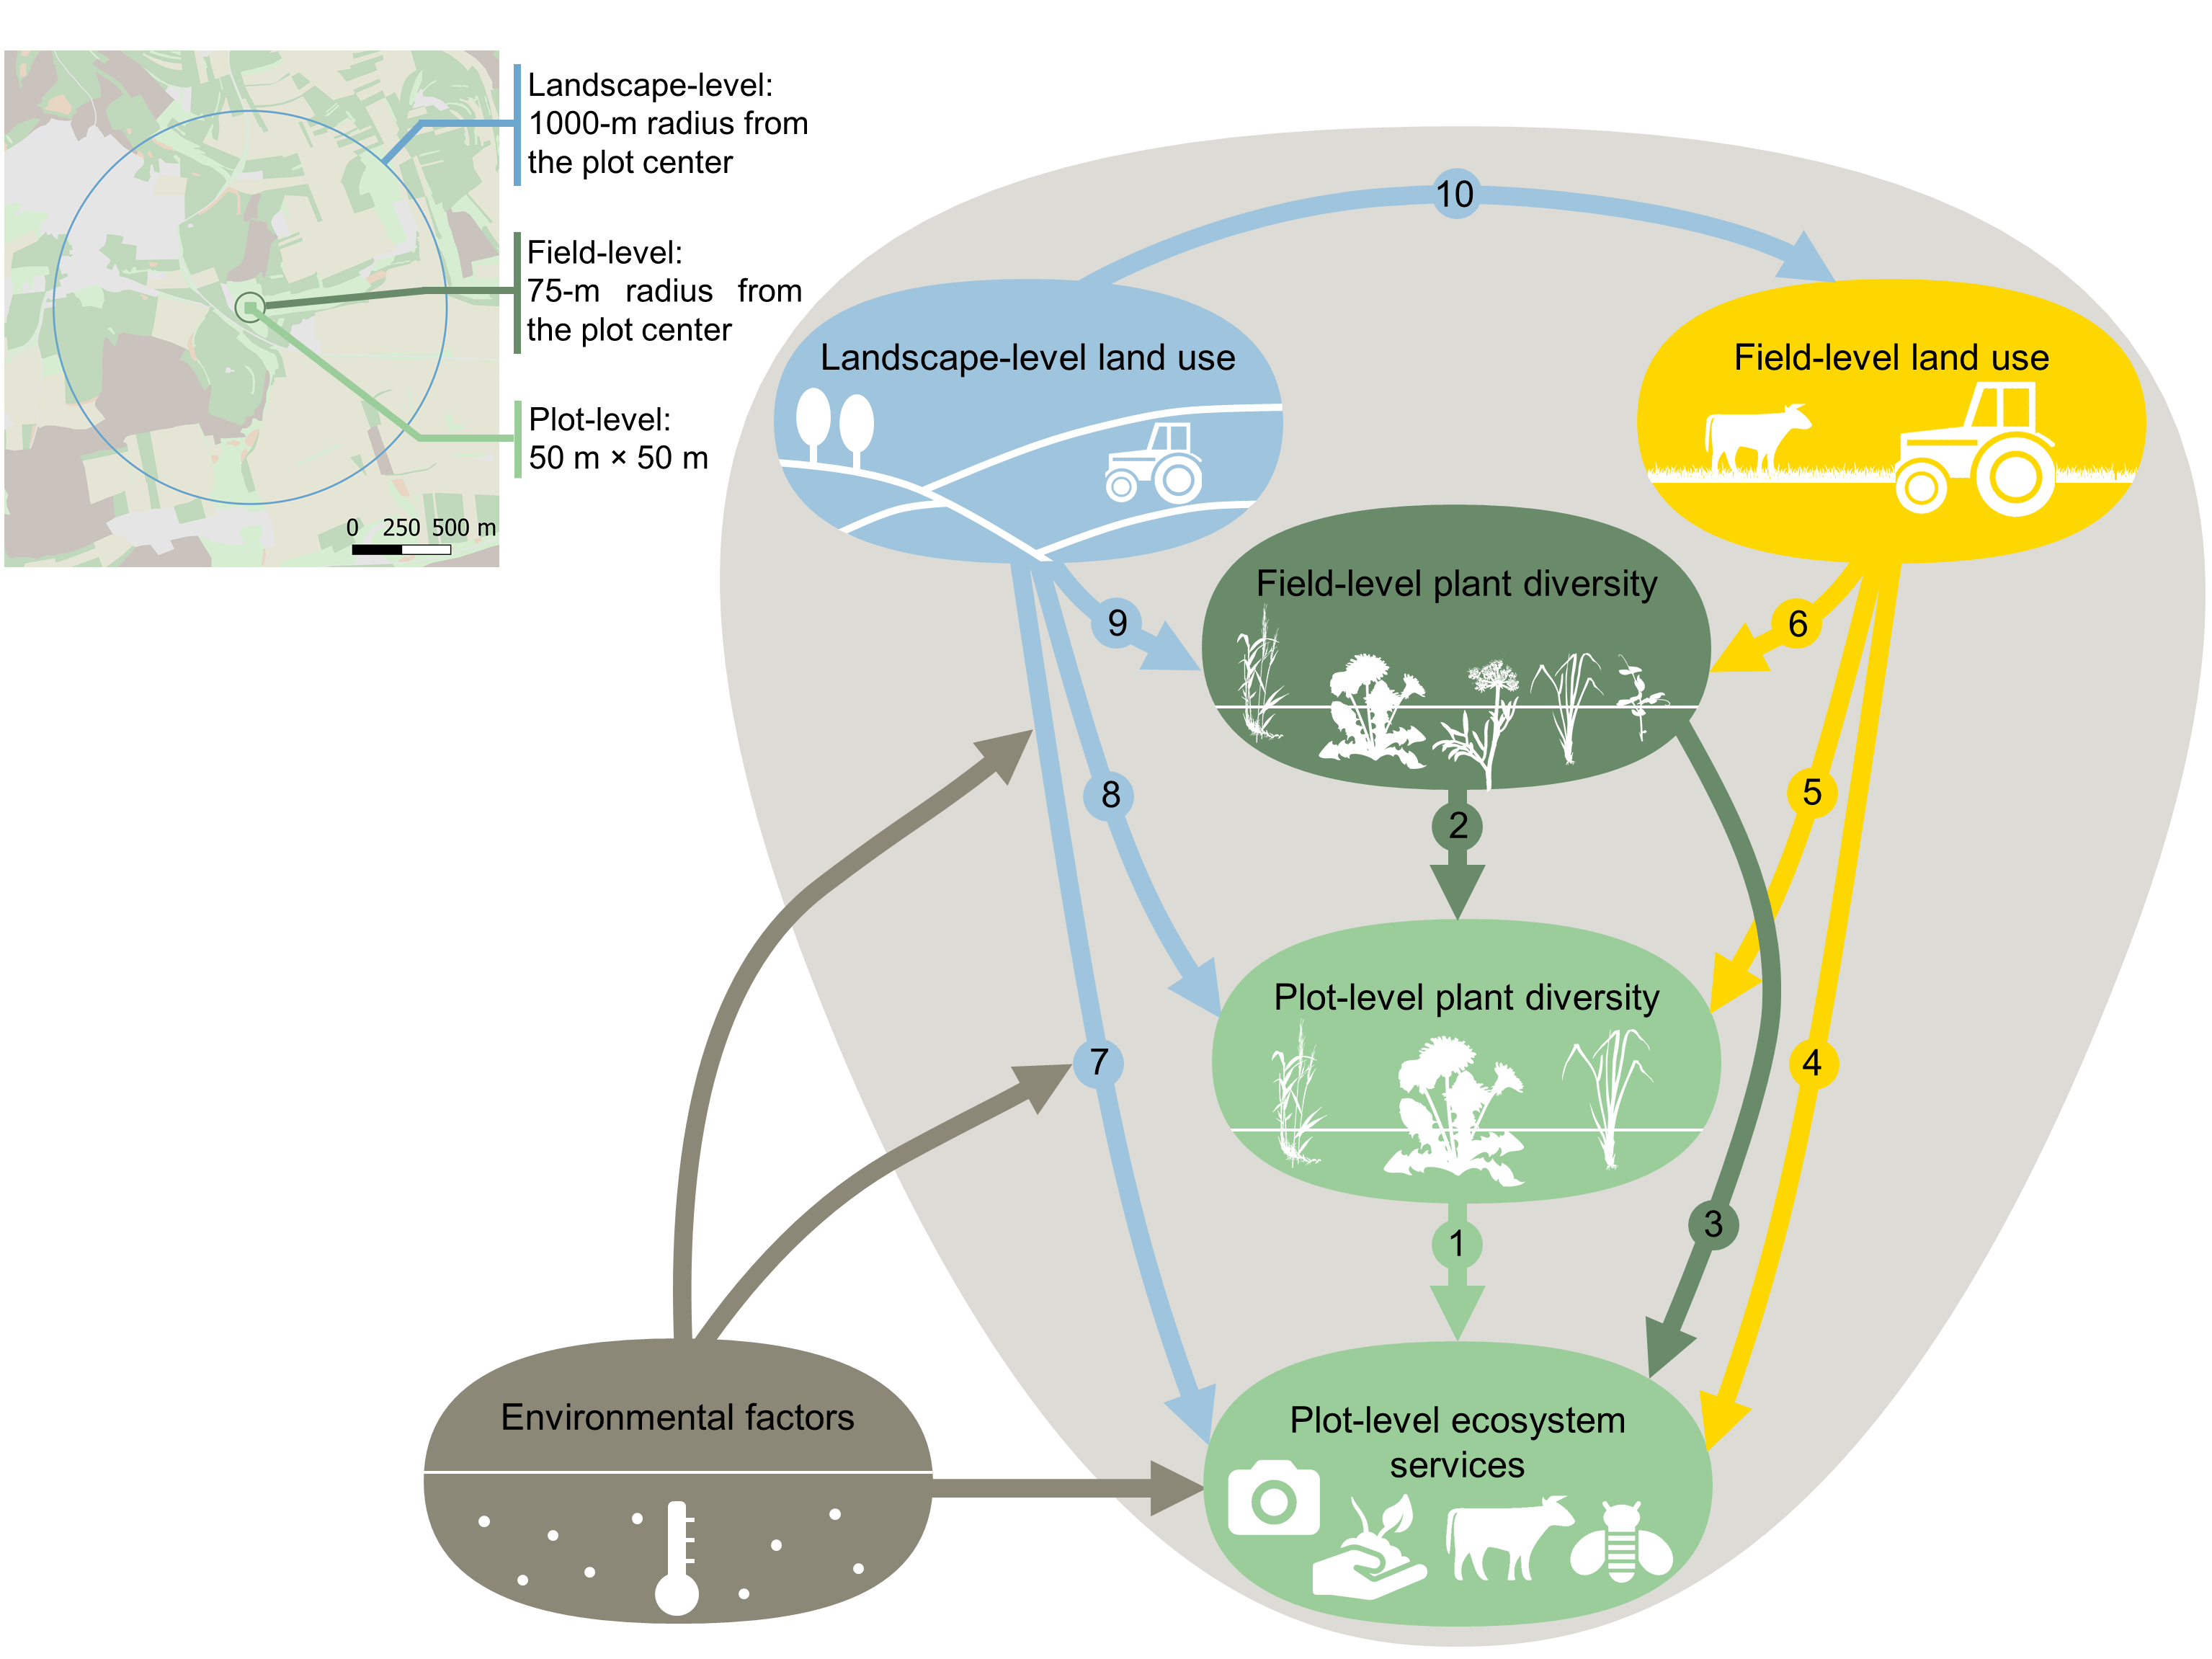 Landscape-level:
1000-m radius from
the plot center
Field-level:
75-m radius from
the plot center
Plot-level:
50 m × 50 m
0 250 500 m
10
Landscape-level land use
Field-level land use
Field-level plant diversity
9
6
8
5
2
Plot-level plant diversity
7
4
3
1
Environmental factors
Plot-level ecosystem
services